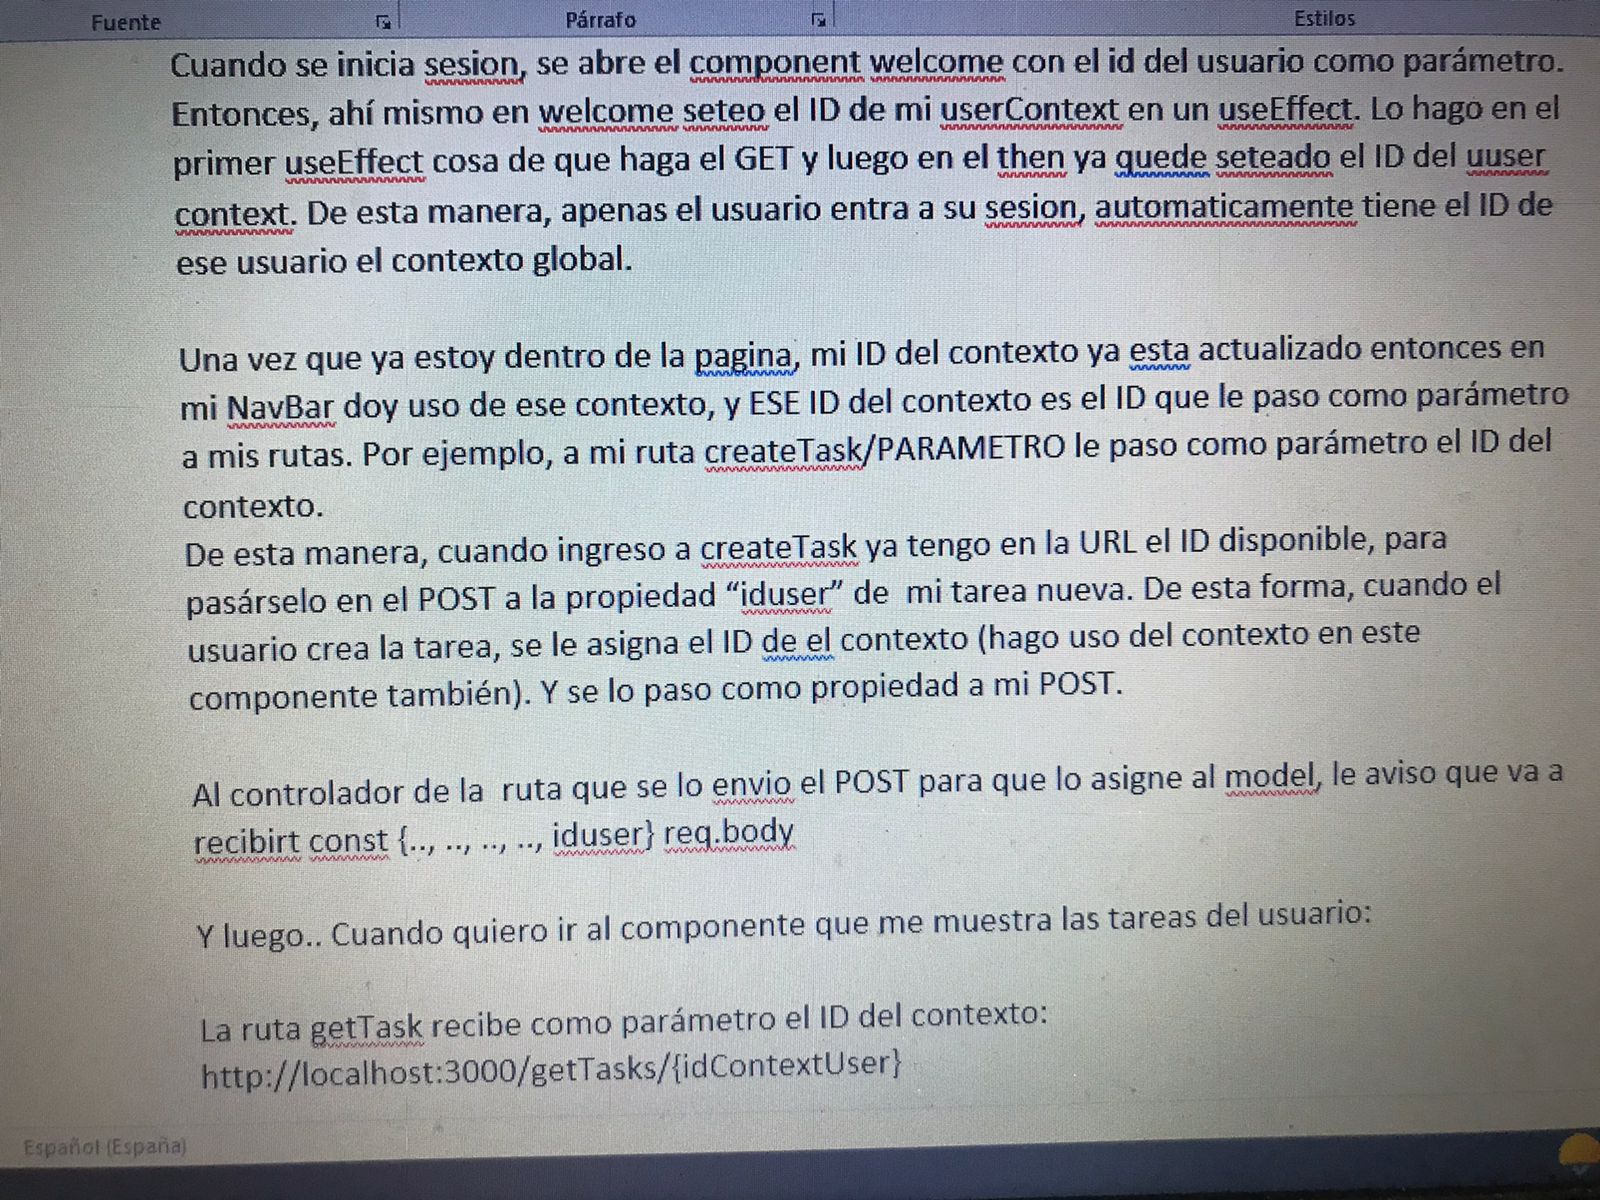 Fuente Párrafo Estilos
Cuando se inicia sesion, se abre el component welcome con el id del usuario como parámetro.
Entonces, ahí mismo en welcome seteo el ID de mi userContext en un useEffect. Lo hago en el
primer useEffect cosa de que haga el GET y luego en el then ya quede seteado el ID del uuser
context. De esta manera, apenas el usuario entra a su sesion, automaticamente tiene el ID de
ese usuario el contexto global.
Una vez que ya estoy dentro de la pagina, mi ID del contexto ya esta actualizado entonces en
mi NavBar doy uso de ese contexto, y ESE ID del contexto es el ID que le paso como parámetro
a mis rutas. Por ejemplo, a mi ruta createTask/PARAMETRO le paso como parámetro el ID del
contexto.
De esta manera, cuando ingreso a createTask ya tengo en la URL el ID disponible, para
pasárselo en el POST a la propiedad “iduser” de  mi tarea nueva. De esta forma, cuando el
usuario crea la tarea, se le asigna el ID de el contexto (hago uso del contexto en este
componente también). Y se lo paso como propiedad a mi POST.
Al controlador de la  ruta que se lo envio el POST para que lo asigne al model, le aviso que va a
recibirt const {.., .., .., .., iduser} req.body
Y luego.. Cuando quiero ir al componente que me muestra las tareas del usuario:
La ruta getTask recibe como parámetro el ID del contexto:
http://localhost:3000/getTasks/{idContextUser}
Español (España)